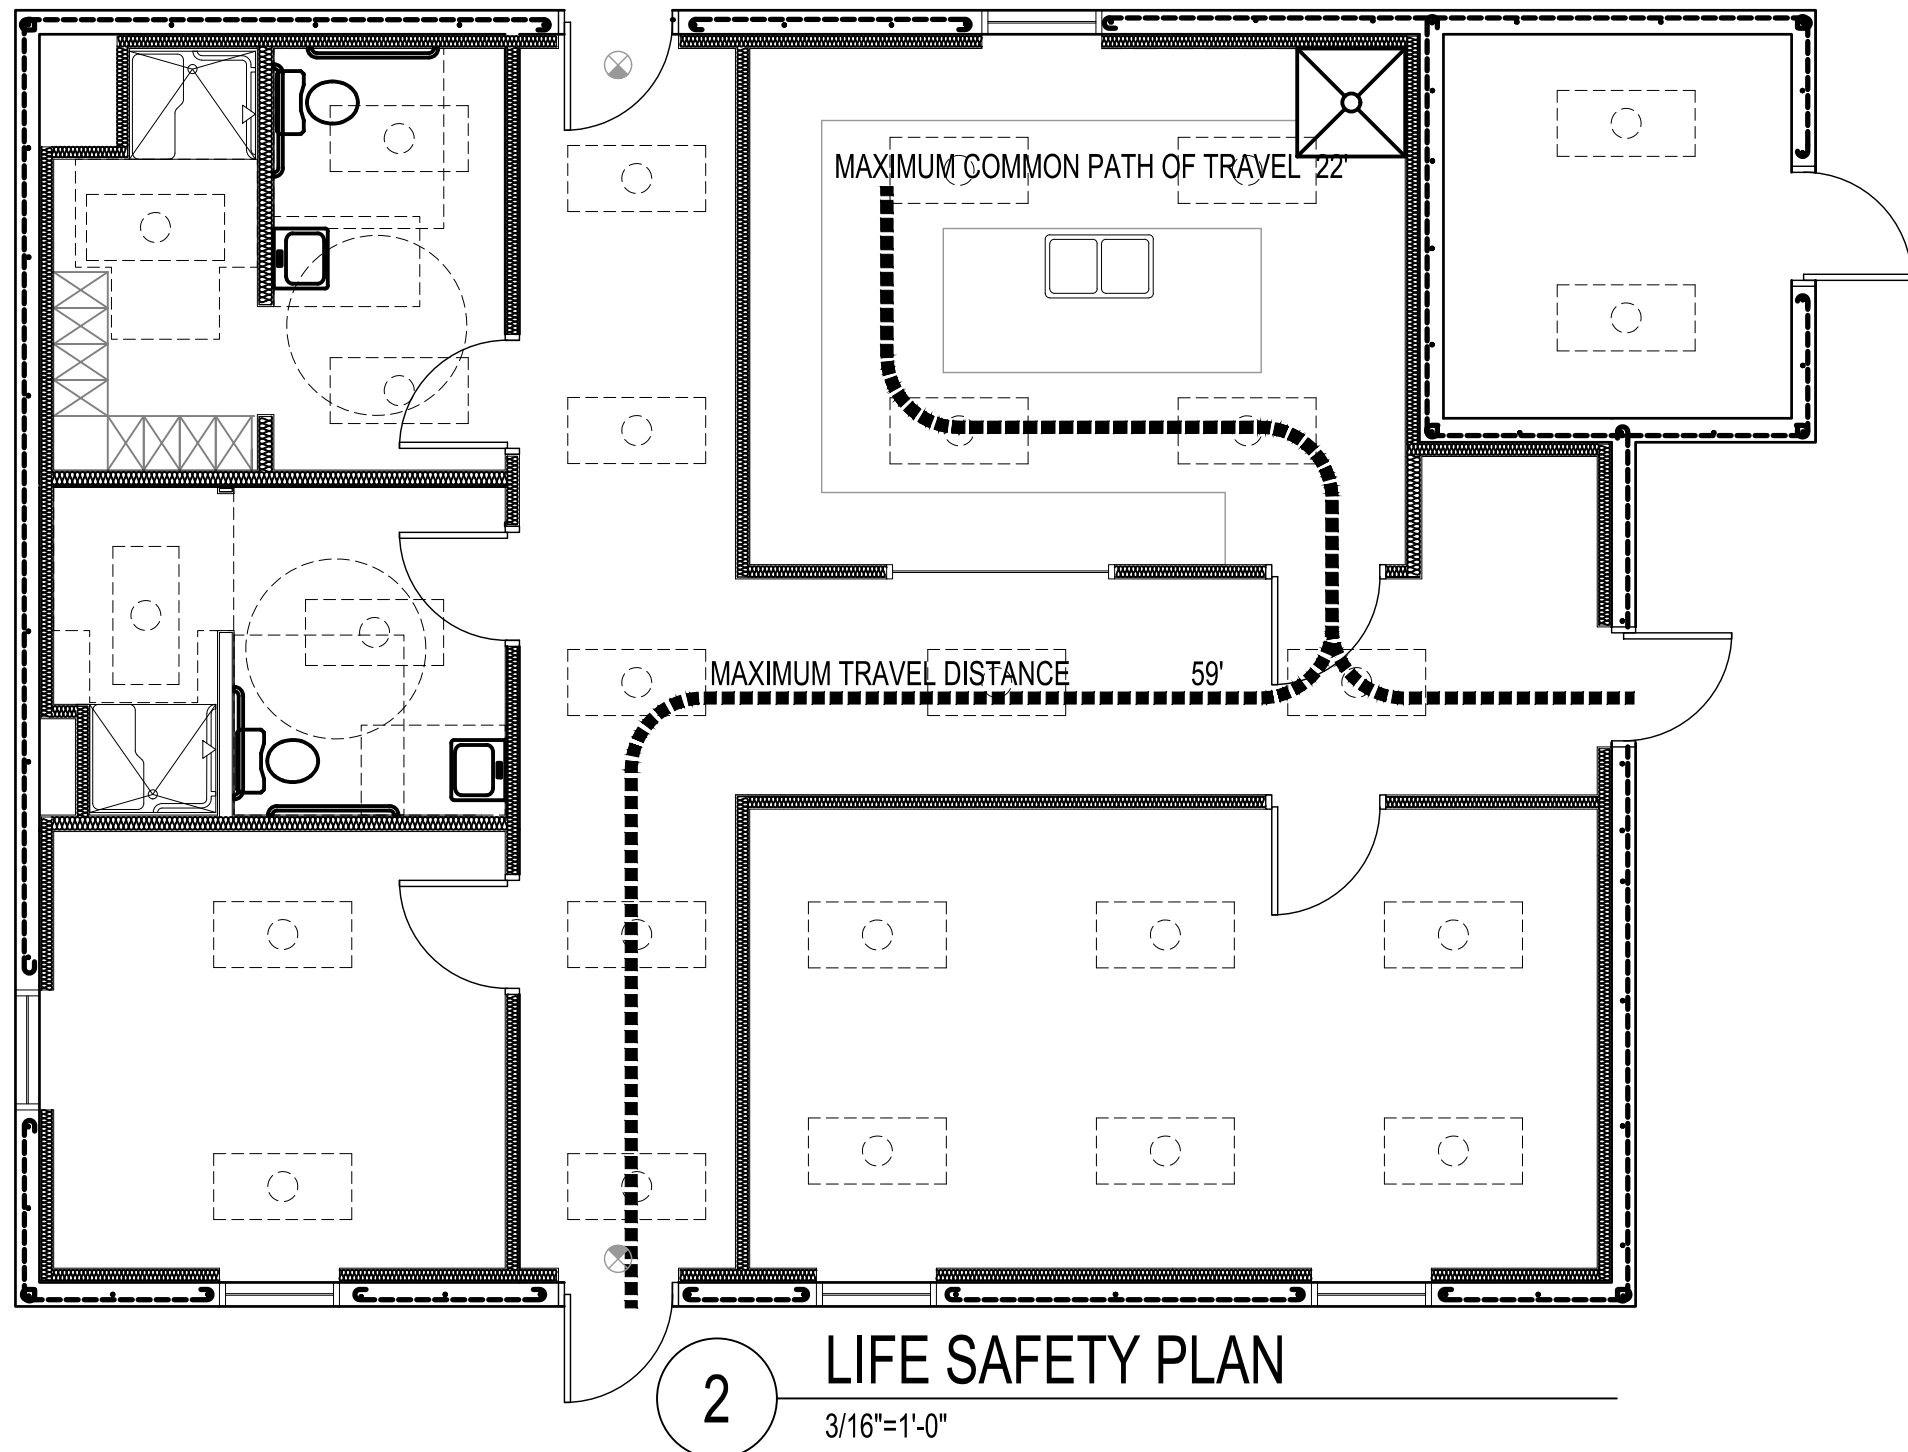 MAXIMUM COMMON PATH OF TRAVEL 22'
MAXIMUM TRAVEL DISTANCE 59'
2
LIFE SAFETY PLAN
3/16"=1'-0"